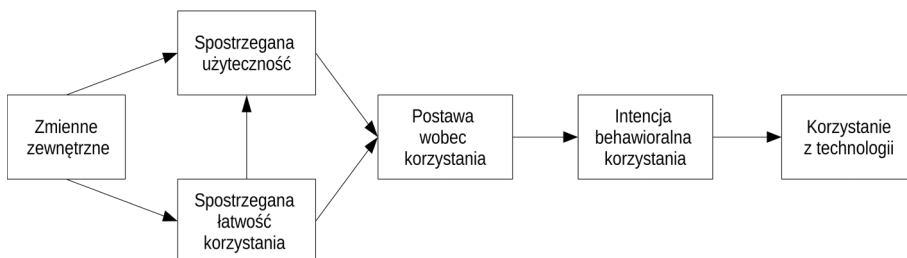 Zmienne
zewnętrzne
Spostrzegana
użyteczność
Spostrzegana
łatwość
korzystania
Postawa
wobec
korzystania
Intencja
behawioralna
korzystania
Korzystanie
z technologii